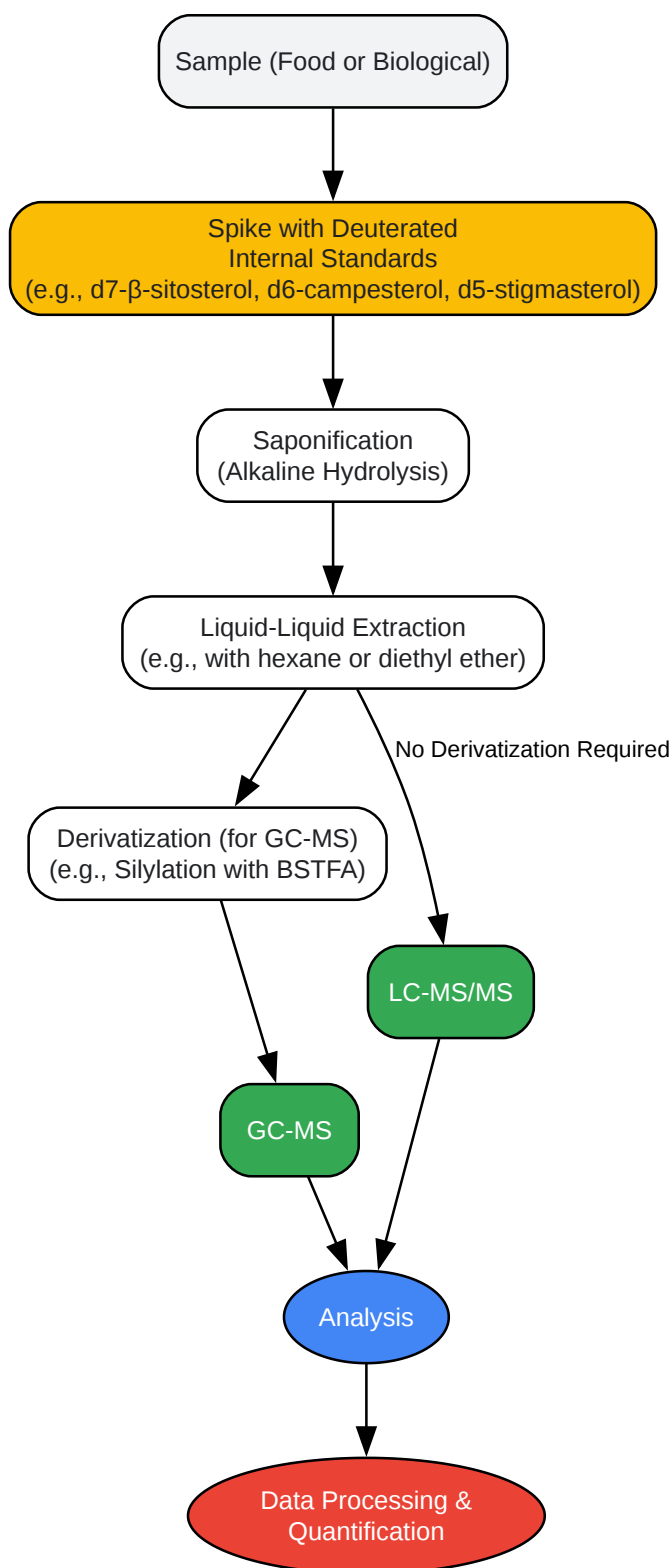 Sample (Food or Biological)
Spike with Deuterated
Internal Standards
(e.g., d7-β-sitosterol, d6-campesterol, d5-stigmasterol)
Saponification
(Alkaline Hydrolysis)
Liquid-Liquid Extraction
(e.g., with hexane or diethyl ether)
No Derivatization Required
Derivatization (for GC-MS)
(e.g., Silylation with BSTFA)
LC-MS/MS
GC-MS
Analysis
Data Processing &
Quantification